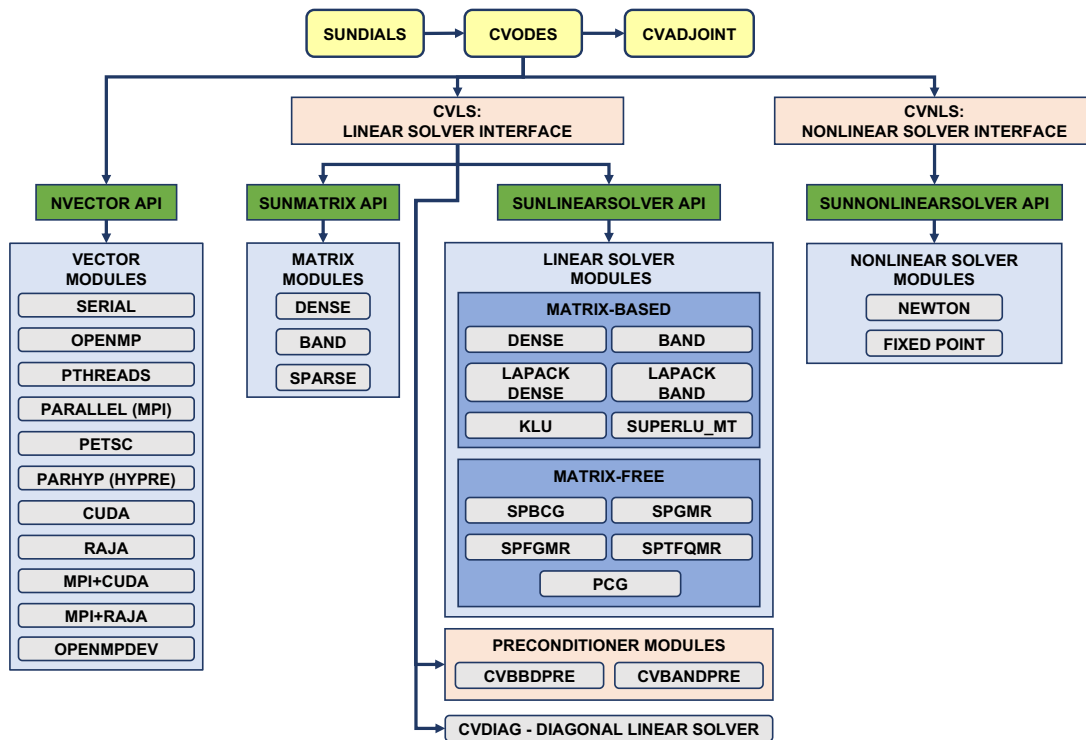 SUNDIALS
CVODES
CVADJOINT
CVLS:
LINEAR SOLVER INTERFACE
CVNLS:
NONLINEAR SOLVER INTERFACE
NVECTOR API
SUNMATRIX API
SUNLINEARSOLVER API
SUNNONLINEARSOLVER API
VECTOR
MODULES
SERIAL
OPENMP
PTHREADS
PARALLEL (MPI)
PETSC
PARHYP (HYPRE)
CUDA
RAJA
MPI+CUDA
MPI+RAJA
OPENMPDEV
MATRIX
MODULES
DENSE
BAND
SPARSE
LINEAR SOLVER
MODULES
MATRIX-BASED
DENSE
BAND
LAPACK
DENSE
LAPACK
BAND
KLU
SUPERLU_MT
MATRIX-FREE
SPBCG
SPGMR
SPFGMR
SPTFQMR
PCG
NONLINEAR SOLVER
MODULES
NEWTON
FIXED POINT
PRECONDITIONER MODULES
CVBBDPRE
CVBANDPRE
CVDIAG - DIAGONAL LINEAR SOLVER